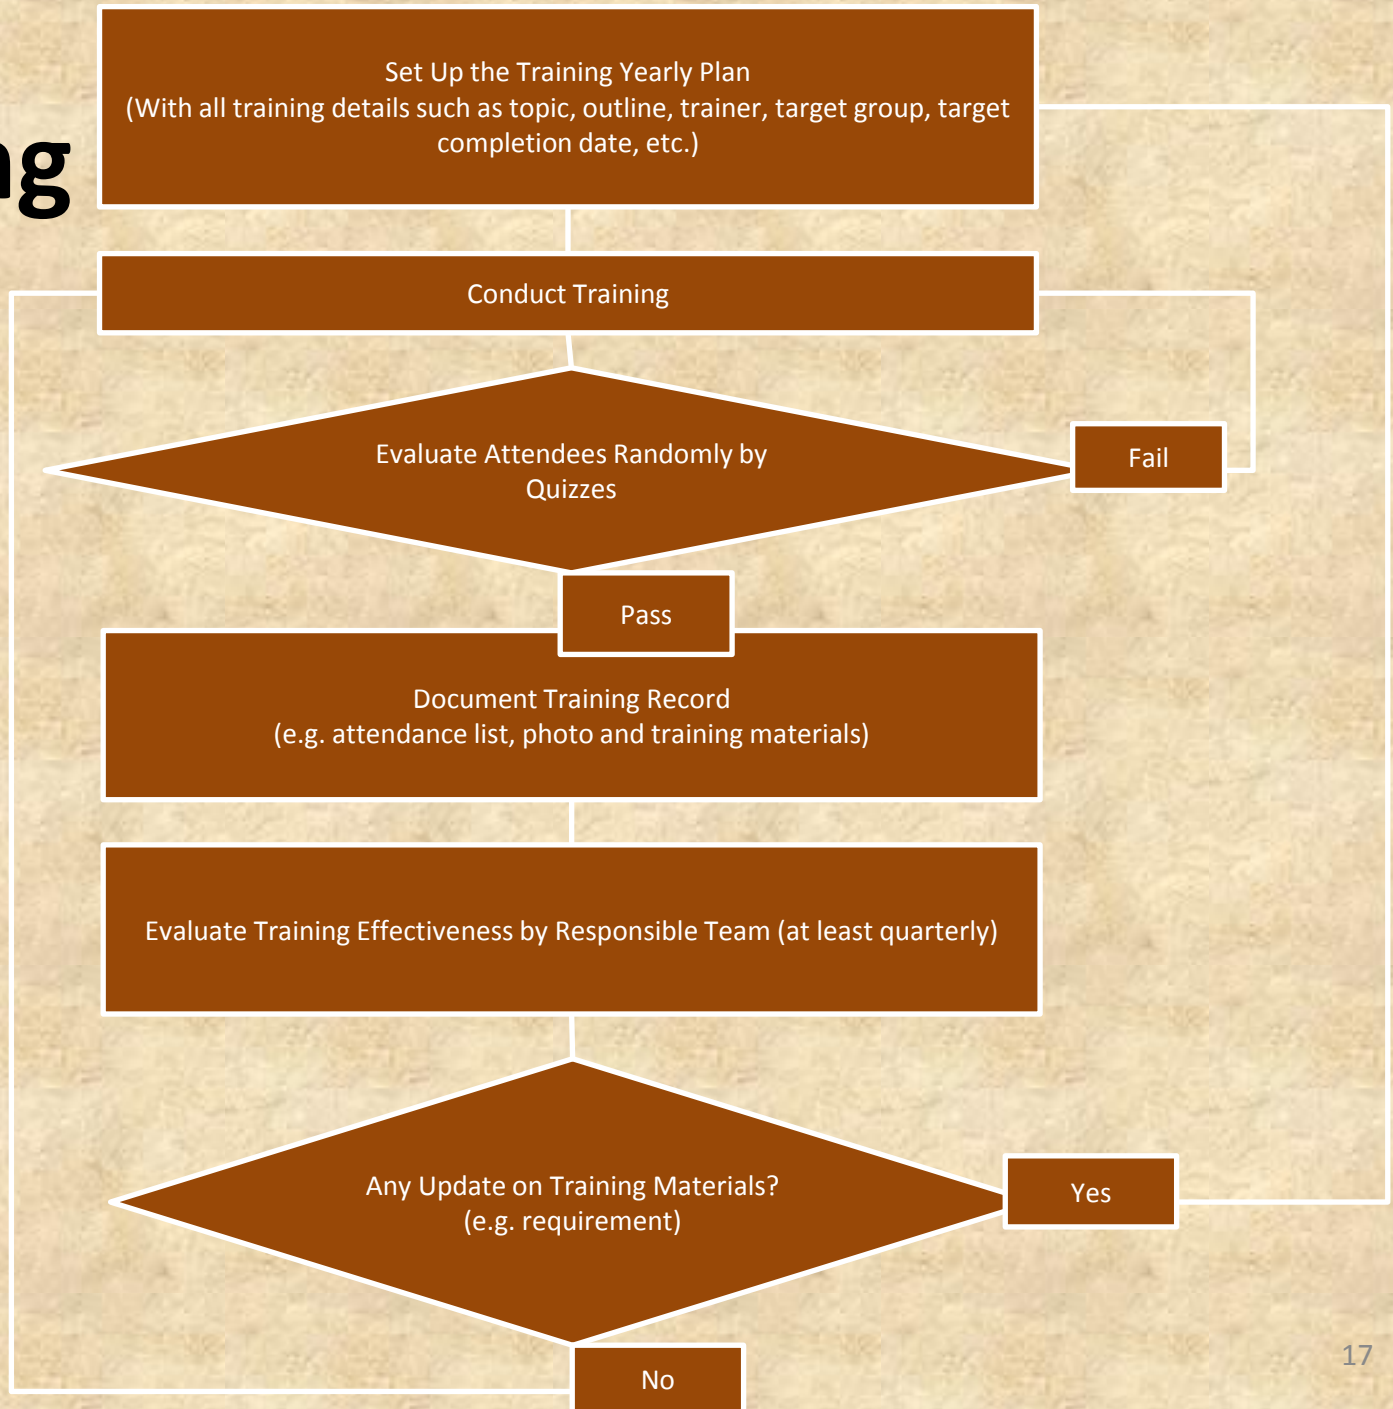 Set Up the Training Yearly Plan
(With all training details such as topic, outline, trainer, target group, target
completion date, etc.)
Conduct Training
Evaluate Attendees Randomly by
Quizzes
Fail
Pass
Document Training Record
(e.g. attendance list, photo and training materials)
Evaluate Training Effectiveness by Responsible Team (at least quarterly)
Any Update on Training Materials?
(e.g. requirement)
Yes
No
17